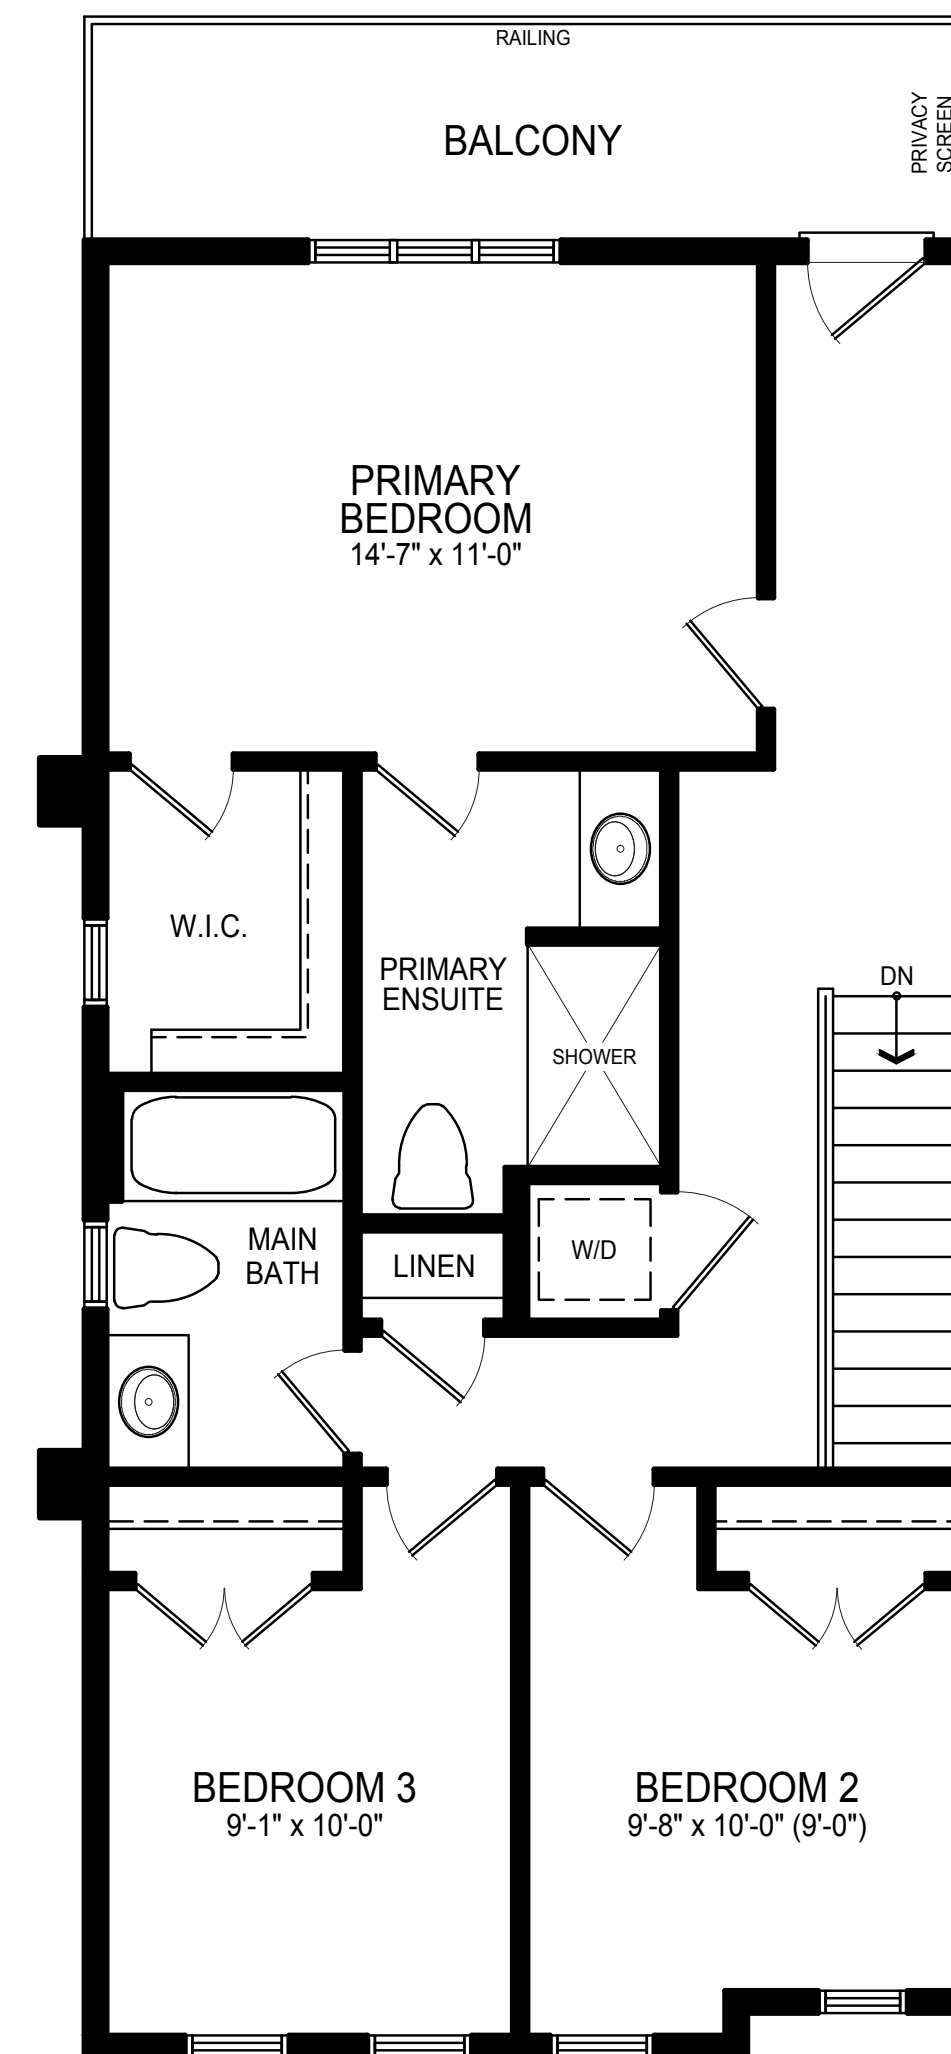 RAILING
BALCONY
PRIVACY
SCREEN
PRIMARY
BEDROOM
14'-7" x 11'-0"
W.I.C.
PRIMARY
ENSUITE
DN
SHOWER
MAIN
BATH
LINEN
W/D
BEDROOM 3
9'-1" x 10'-0"
BEDROOM 2
9'-8" x 10'-0" (9'-0")